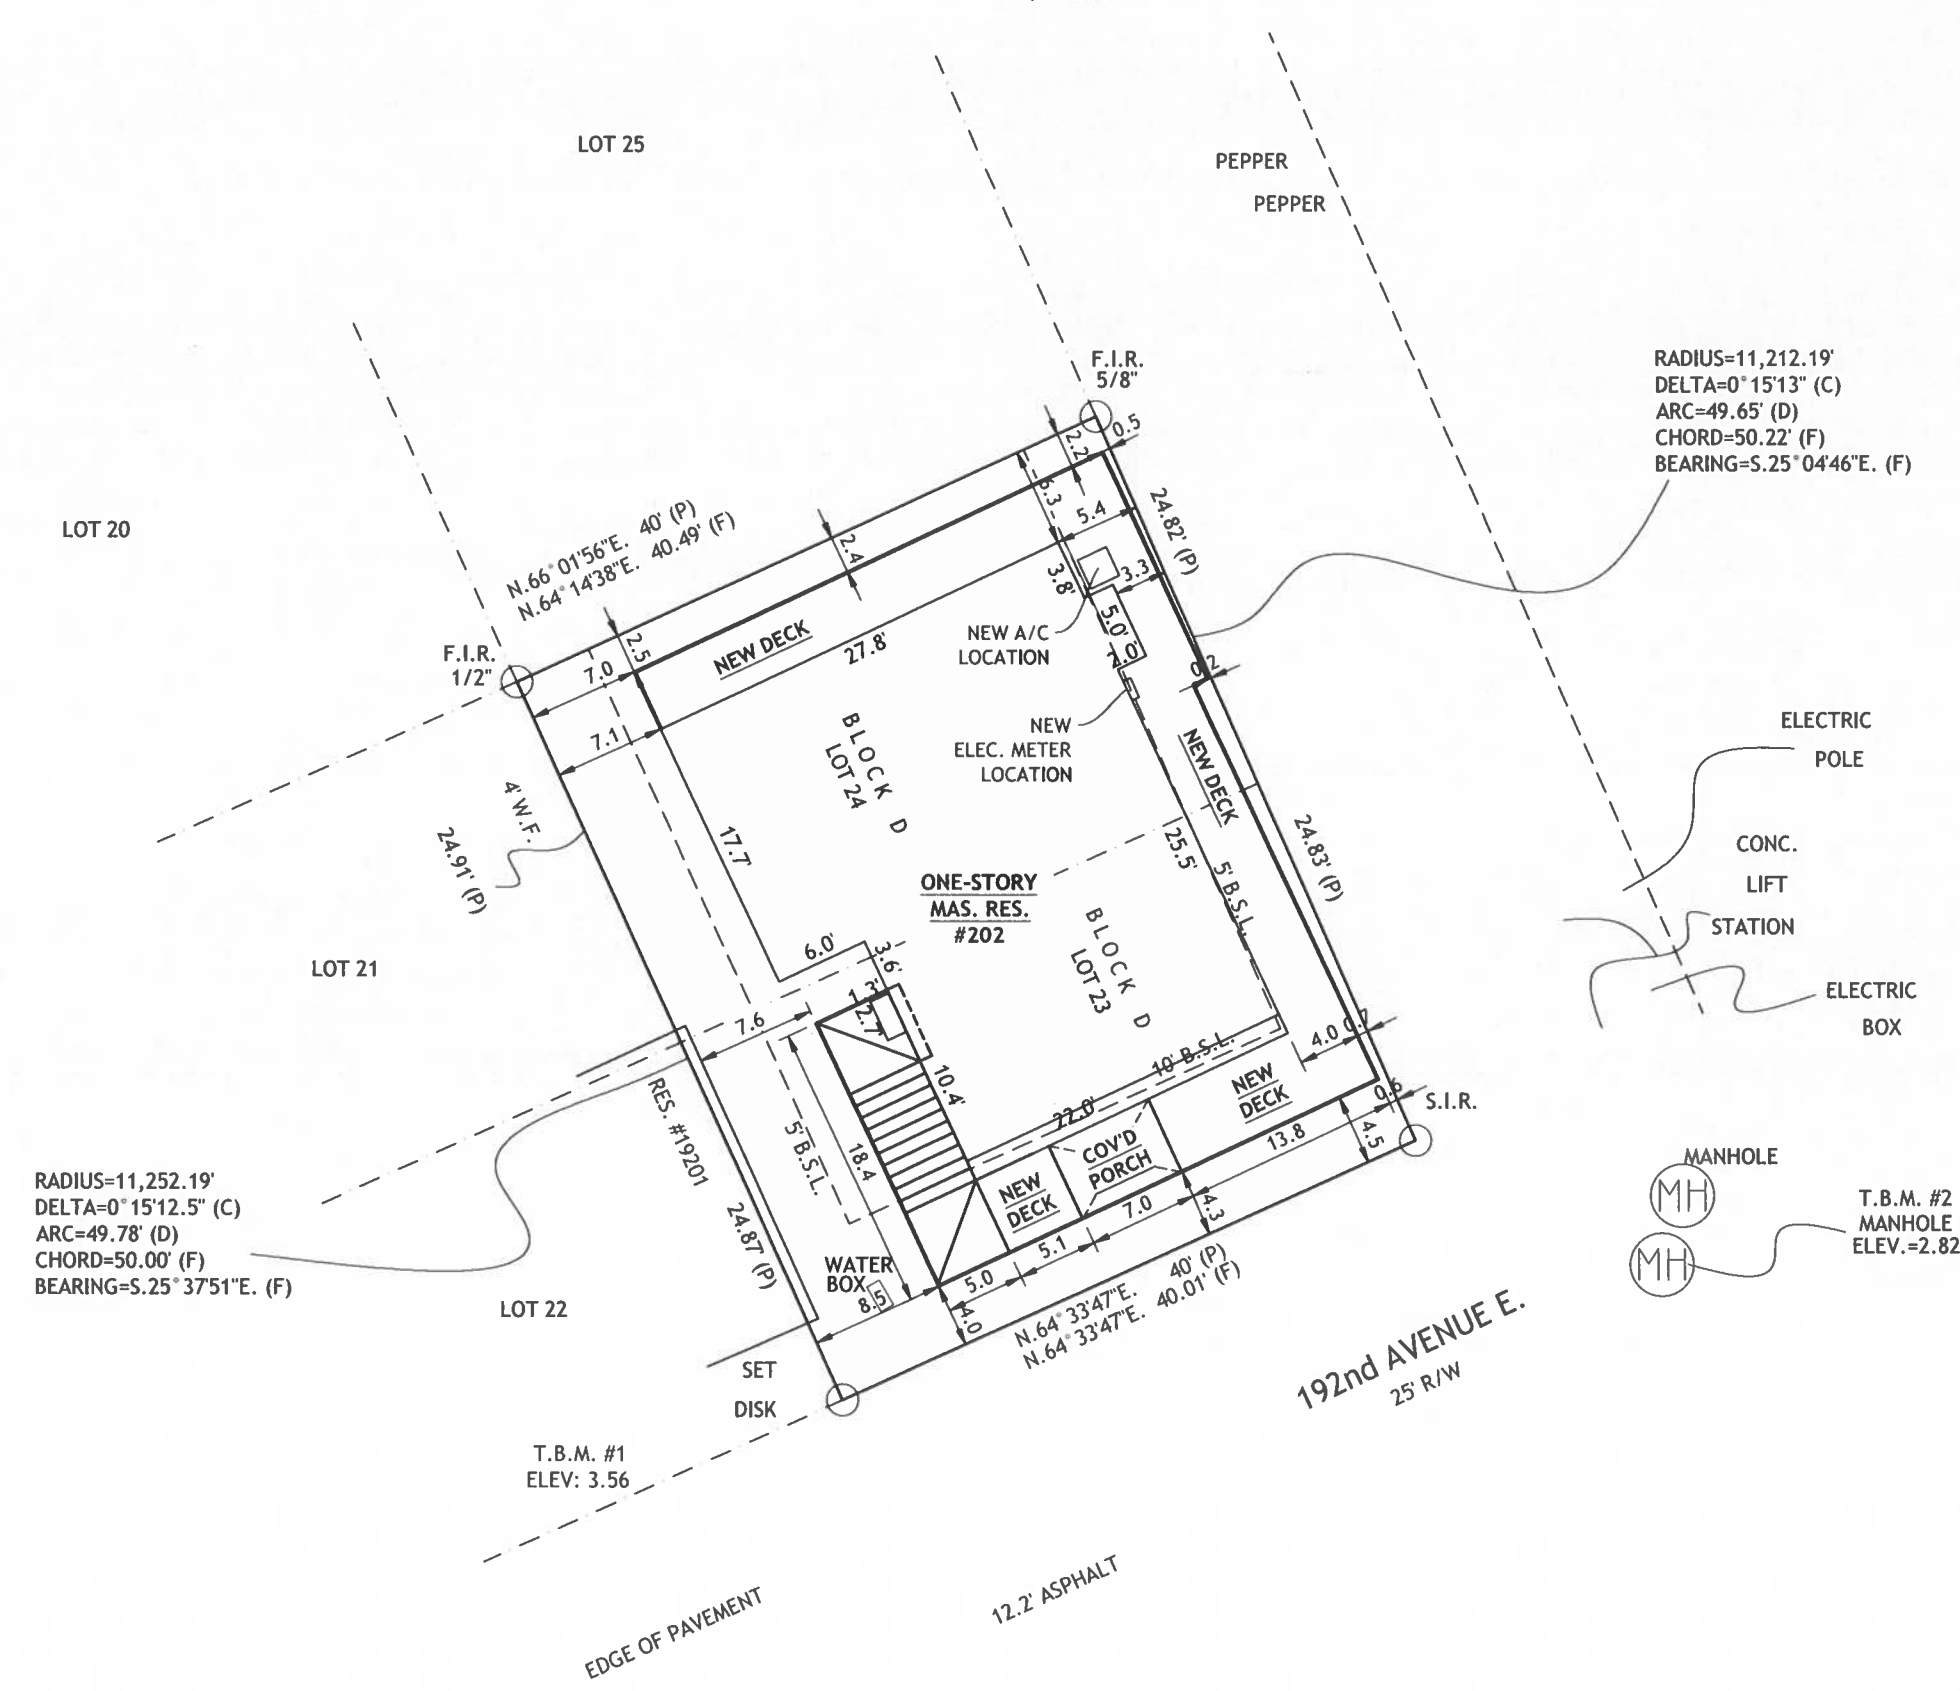 LOT 25
PEPPER
PEPPER
F.I.R.
5/8"
RADIUS=11,212.19'
DELTA=0°15'13" (C)
ARC=49.65' (D)
CHORD=50.22' (F)
BEARING=S.25°04'46"E. (F)
0.5
2.2
6.3
5.4
24.82' (P)
LOT 20
N.66°01'56"E. 40' (P)
N.64°14'38"E. 40.49' (F)
2.4
3.8'
3.3
NEW A/C
LOCATION
5.0'
2.0'
0.2
F.I.R.
1/2"
7.0
2.5
NEW DECK
27.8'
7.1
BLOCK D
LOT 24
NEW
ELEC. METER
LOCATION
NEW DECK
ELECTRIC
POLE
4' W.F.
24.91' (P)
17.7'
25.5'
5' B.S.L.
24.83' (P)
CONC.
LIFT
STATION
ONE-STORY
MAS. RES.
#202
BLOCK D
LOT 23
LOT 21
6.0'
3.6'
1.3'
2.7'
7.6
10.4'
ELECTRIC
BOX
4.0
0.7
10' B.S.L.
22.0'
NEW
DECK
0.6
S.I.R.
RES. #19201
5' B.S.L.
18.4
COV'D
PORCH
13.8
4.5
NEW
DECK
7.0
4.3
5.1
5.0
4.0
MANHOLE
MH
MH
T.B.M. #2
MANHOLE
ELEV.=2.82
RADIUS=11,252.19'
DELTA=0°15'12.5" (C)
ARC=49.78' (D)
CHORD=50.00' (F)
BEARING=S.25°37'51"E. (F)
24.87' (P)
WATER
BOX
8.5
LOT 22
N.64°33'47"E. 40' (P)
N.64°33'47"E. 40.01' (F)
192nd AVENUE E.
25' R/W
SET
DISK
T.B.M. #1
ELEV: 3.56
12.2' ASPHALT
EDGE OF PAVEMENT